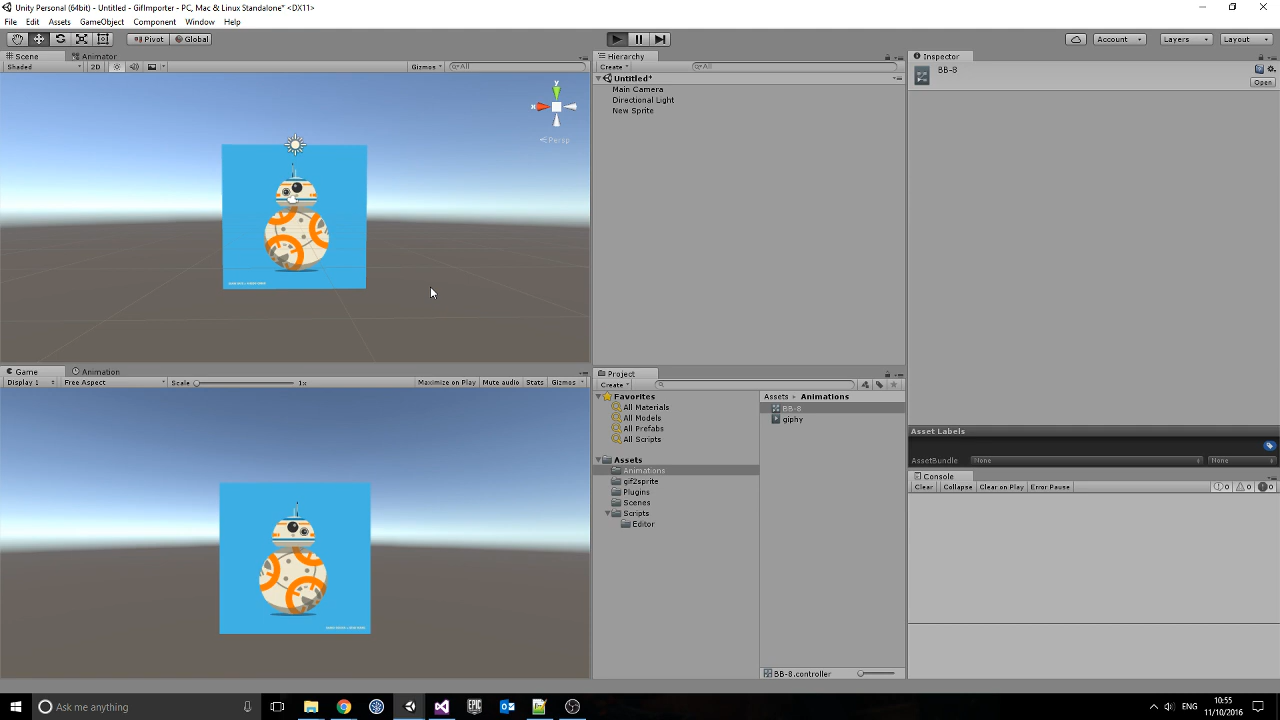 Unity Personal (64bit) - Untitled - GifImporter - PC, Mac & Linux Standalone* <DX11>
File Edit Assets GameObject Component Window Help
Pivot Global Account Layers Layout
Scene Animator
Shaded 2D Gizmos All
y
x
Persp
Game Animation
Display 1 Free Aspect Scale 1x Maximize on Play Mute audio Stats Gizmos
Hierarchy
Create All
Untitled*
Main Camera
Directional Light
New Sprite
Project
Create
Favorites
All Materials
All Models
All Prefabs
All Scripts
Assets
Animations
gif2sprite
Plugins
Scenes
Scripts
Editor
Assets Animations
BB-8
giphy
BB-8.controller
Inspector
BB-8
Open
Asset Labels
AssetBundle None None
Console
Clear Collapse Clear on Play Error Pause 0 0 0
Ask me anything
EPIC
ENG
10:55
11/10/2016